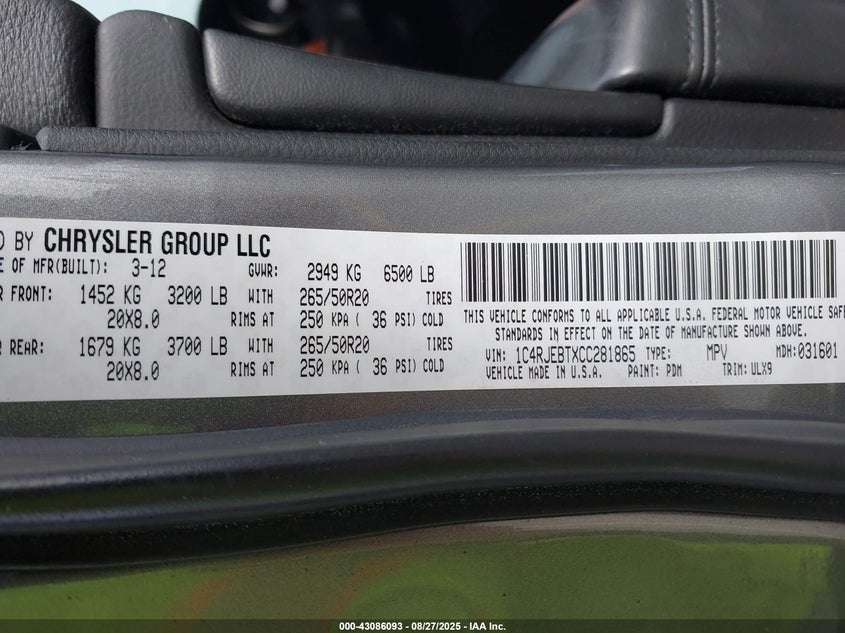 D BY CHRYSLER GROUP LLC
E OF MFR(BUILT): 3-12 GVWR: 2949 KG 6500 LB
R FRONT: 1452 KG 3200 LB WITH 265/50R20 TIRES
20X8.0 RIMS AT 250 KPA ( 36 PSI) COLD
R REAR: 1679 KG 3700 LB WITH 265/50R20 TIRES
20X8.0 RIMS AT 250 KPA ( 36 PSI) COLD
THIS VEHICLE CONFORMS TO ALL APPLICABLE U.S.A. FEDERAL MOTOR VEHICLE SAFE
STANDARDS IN EFFECT ON THE DATE OF MANUFACTURE SHOWN ABOVE.
VIN: 1C4RJEBTXCC281865 TYPE: MPV MDH:031601
VEHICLE MADE IN U.S.A. PAINT: PDM TRIM: ULX9
000-43086093 - 08/27/2025 - IAA Inc.